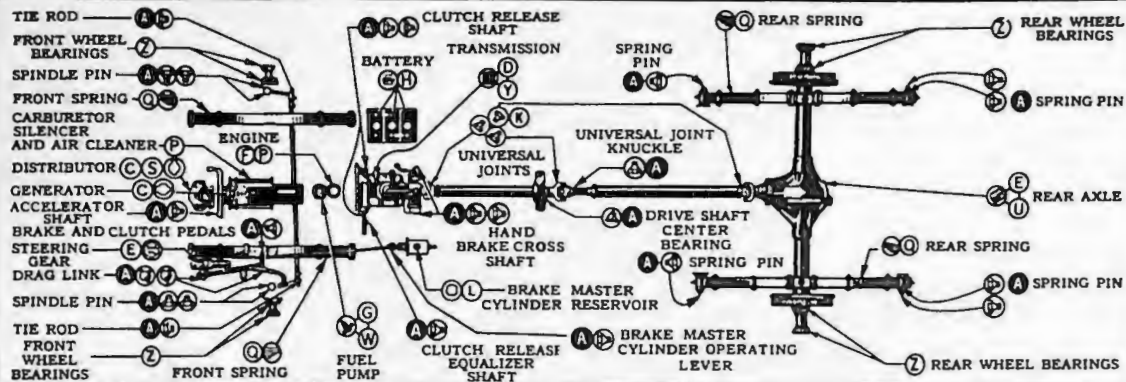 TIE ROD A
FRONT WHEEL
BEARINGS Z
SPINDLE PIN A
FRONT SPRING Q
CARBURETOR
SILENCER
AND AIR CLEANER P
DISTRIBUTOR C S O
GENERATOR C
ACCELERATOR
SHAFT A
BRAKE AND CLUTCH PEDALS A
STEERING
GEAR E
DRAG LINK A
SPINDLE PIN A
TIE ROD A
FRONT
WHEEL
BEARINGS Z
Q
FRONT SPRING
ENGINE
F P
G
W
FUEL
PUMP
CLUTCH RELEASE
SHAFT
A
BATTERY
H
TRANSMISSION
D
Y
K
UNIVERSAL
JOINTS
UNIVERSAL JOINT
KNUCKLE
A
A
HAND
BRAKE CROSS
SHAFT
A DRIVE SHAFT
CENTER
BEARING
O L BRAKE MASTER
CYLINDER RESERVOIR
A
CLUTCH RELEASE
EQUALIZER
SHAFT
A BRAKE MASTER
CYLINDER OPERATING
LEVER
SPRING
PIN
A
Q REAR SPRING
Z REAR WHEEL
BEARINGS
A SPRING PIN
E
U
REAR AXLE
A SPRING PIN
Q REAR SPRING
A SPRING PIN
Z REAR WHEEL BEARINGS